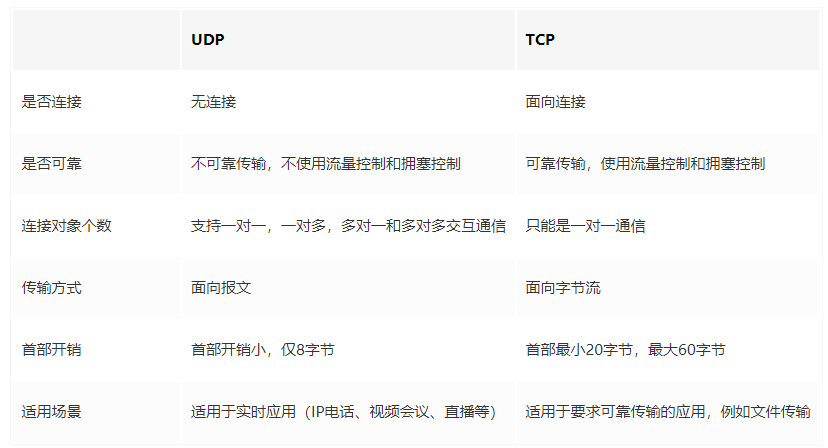 UDP TCP
是否连接 无连接 面向连接
是否可靠 不可靠传输，不使用流量控制和拥塞控制 可靠传输，使用流量控制和拥塞控制
连接对象个数 支持一对一，一对多，多对一和多对多交互通信 只能是一对一通信
传输方式 面向报文 面向字节流
首部开销 首部开销小，仅8字节 首部最小20字节，最大60字节
适用场景 适用于实时应用（IP电话、视频会议、直播等） 适用于要求可靠传输的应用，例如文件传输